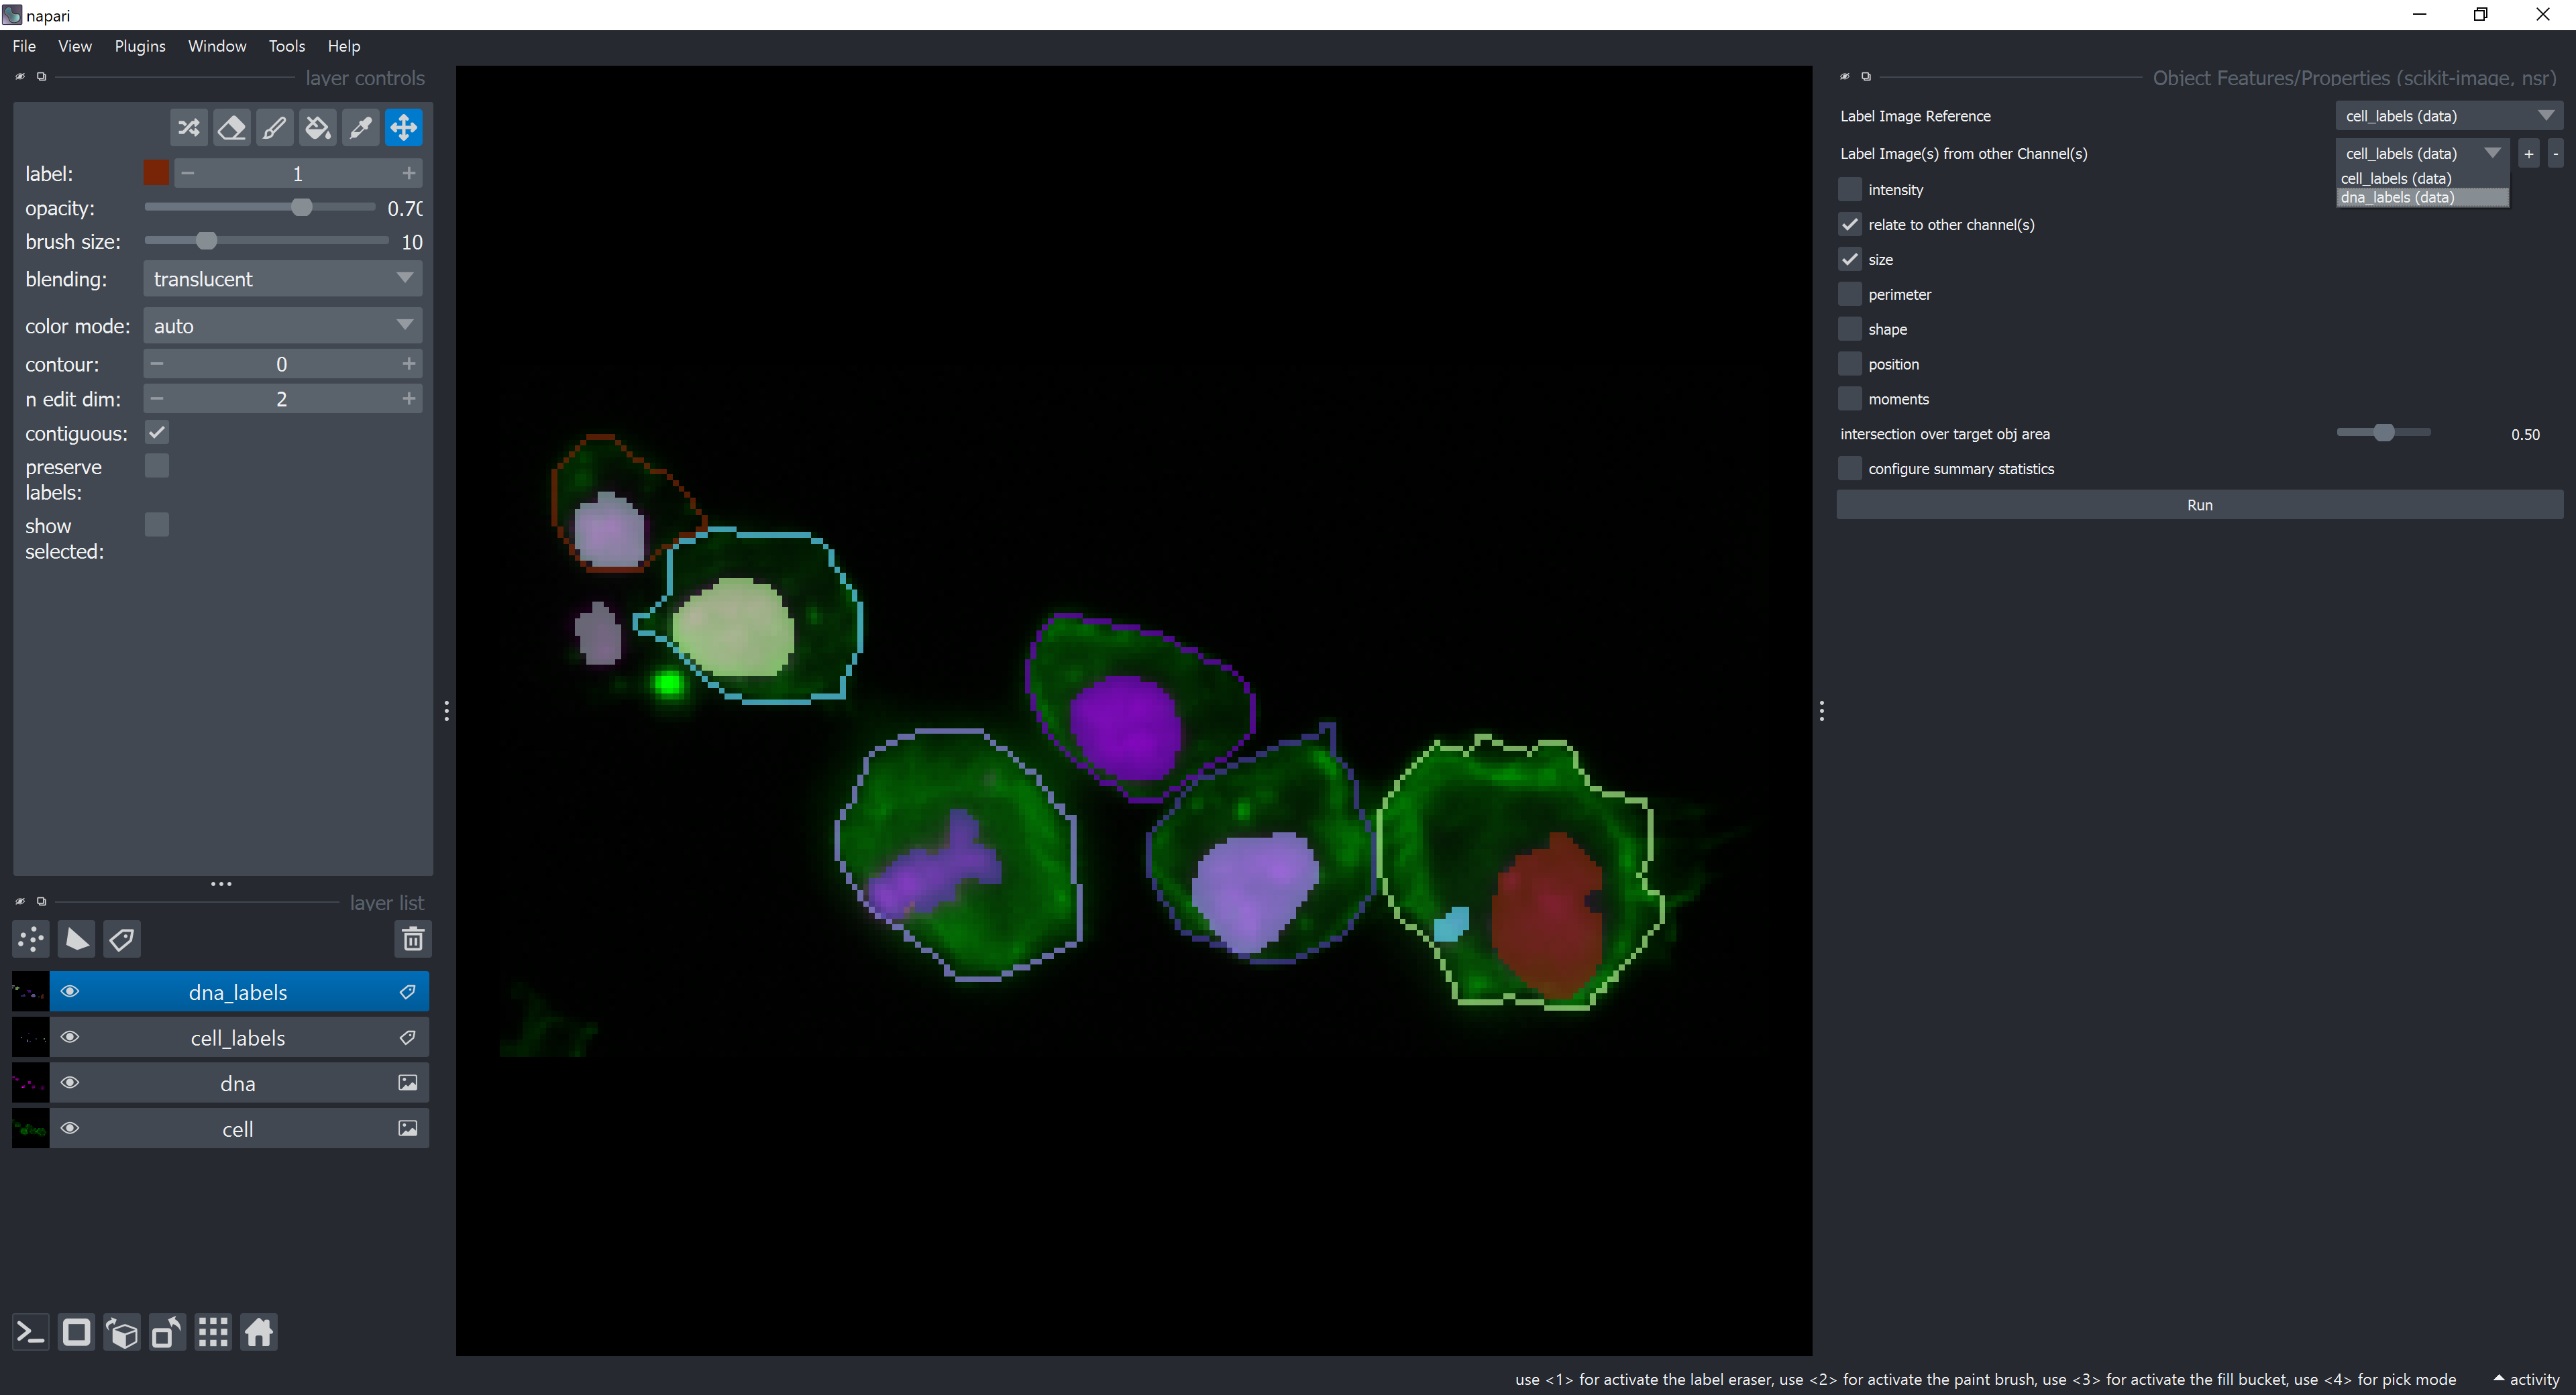 napari
File View Plugins Window Tools Help
layer controls
label: 1
opacity: 0.70
brush size: 10
blending: translucent
color mode: auto
contour: 0
n edit dim: 2
contiguous:
preserve
labels:
show
selected:
layer list
dna_labels
cell_labels
dna
cell
Object Features/Properties (scikit-image, nsr)
Label Image Reference cell_labels (data)
Label Image(s) from other Channel(s) cell_labels (data) + -
cell_labels (data)
dna_labels (data)
intensity
relate to other channel(s)
size
perimeter
shape
position
moments
intersection over target obj area 0.50
configure summary statistics
Run
use <1> for activate the label eraser, use <2> for activate the paint brush, use <3> for activate the fill bucket, use <4> for pick mode activity